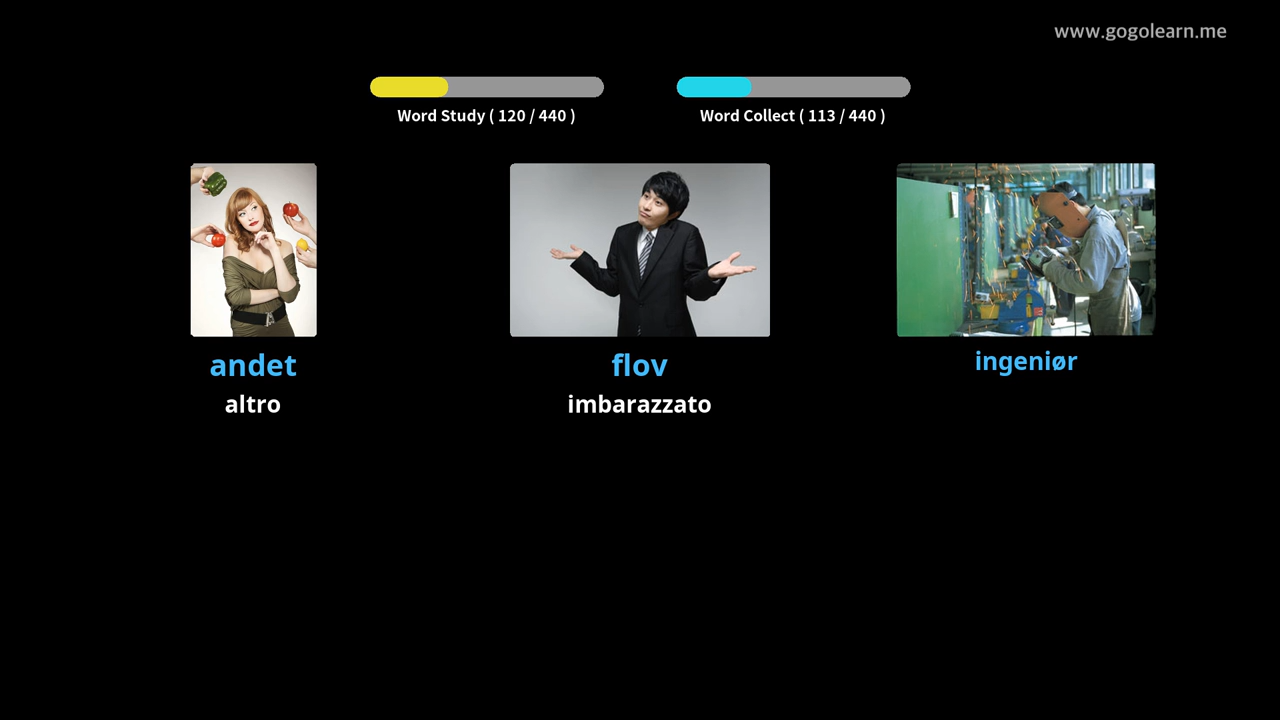 www.gogolearn.me
Word Study ( 120 / 440 )
Word Collect ( 113 / 440 )
andet
flov
ingeniør
altro
imbarazzato